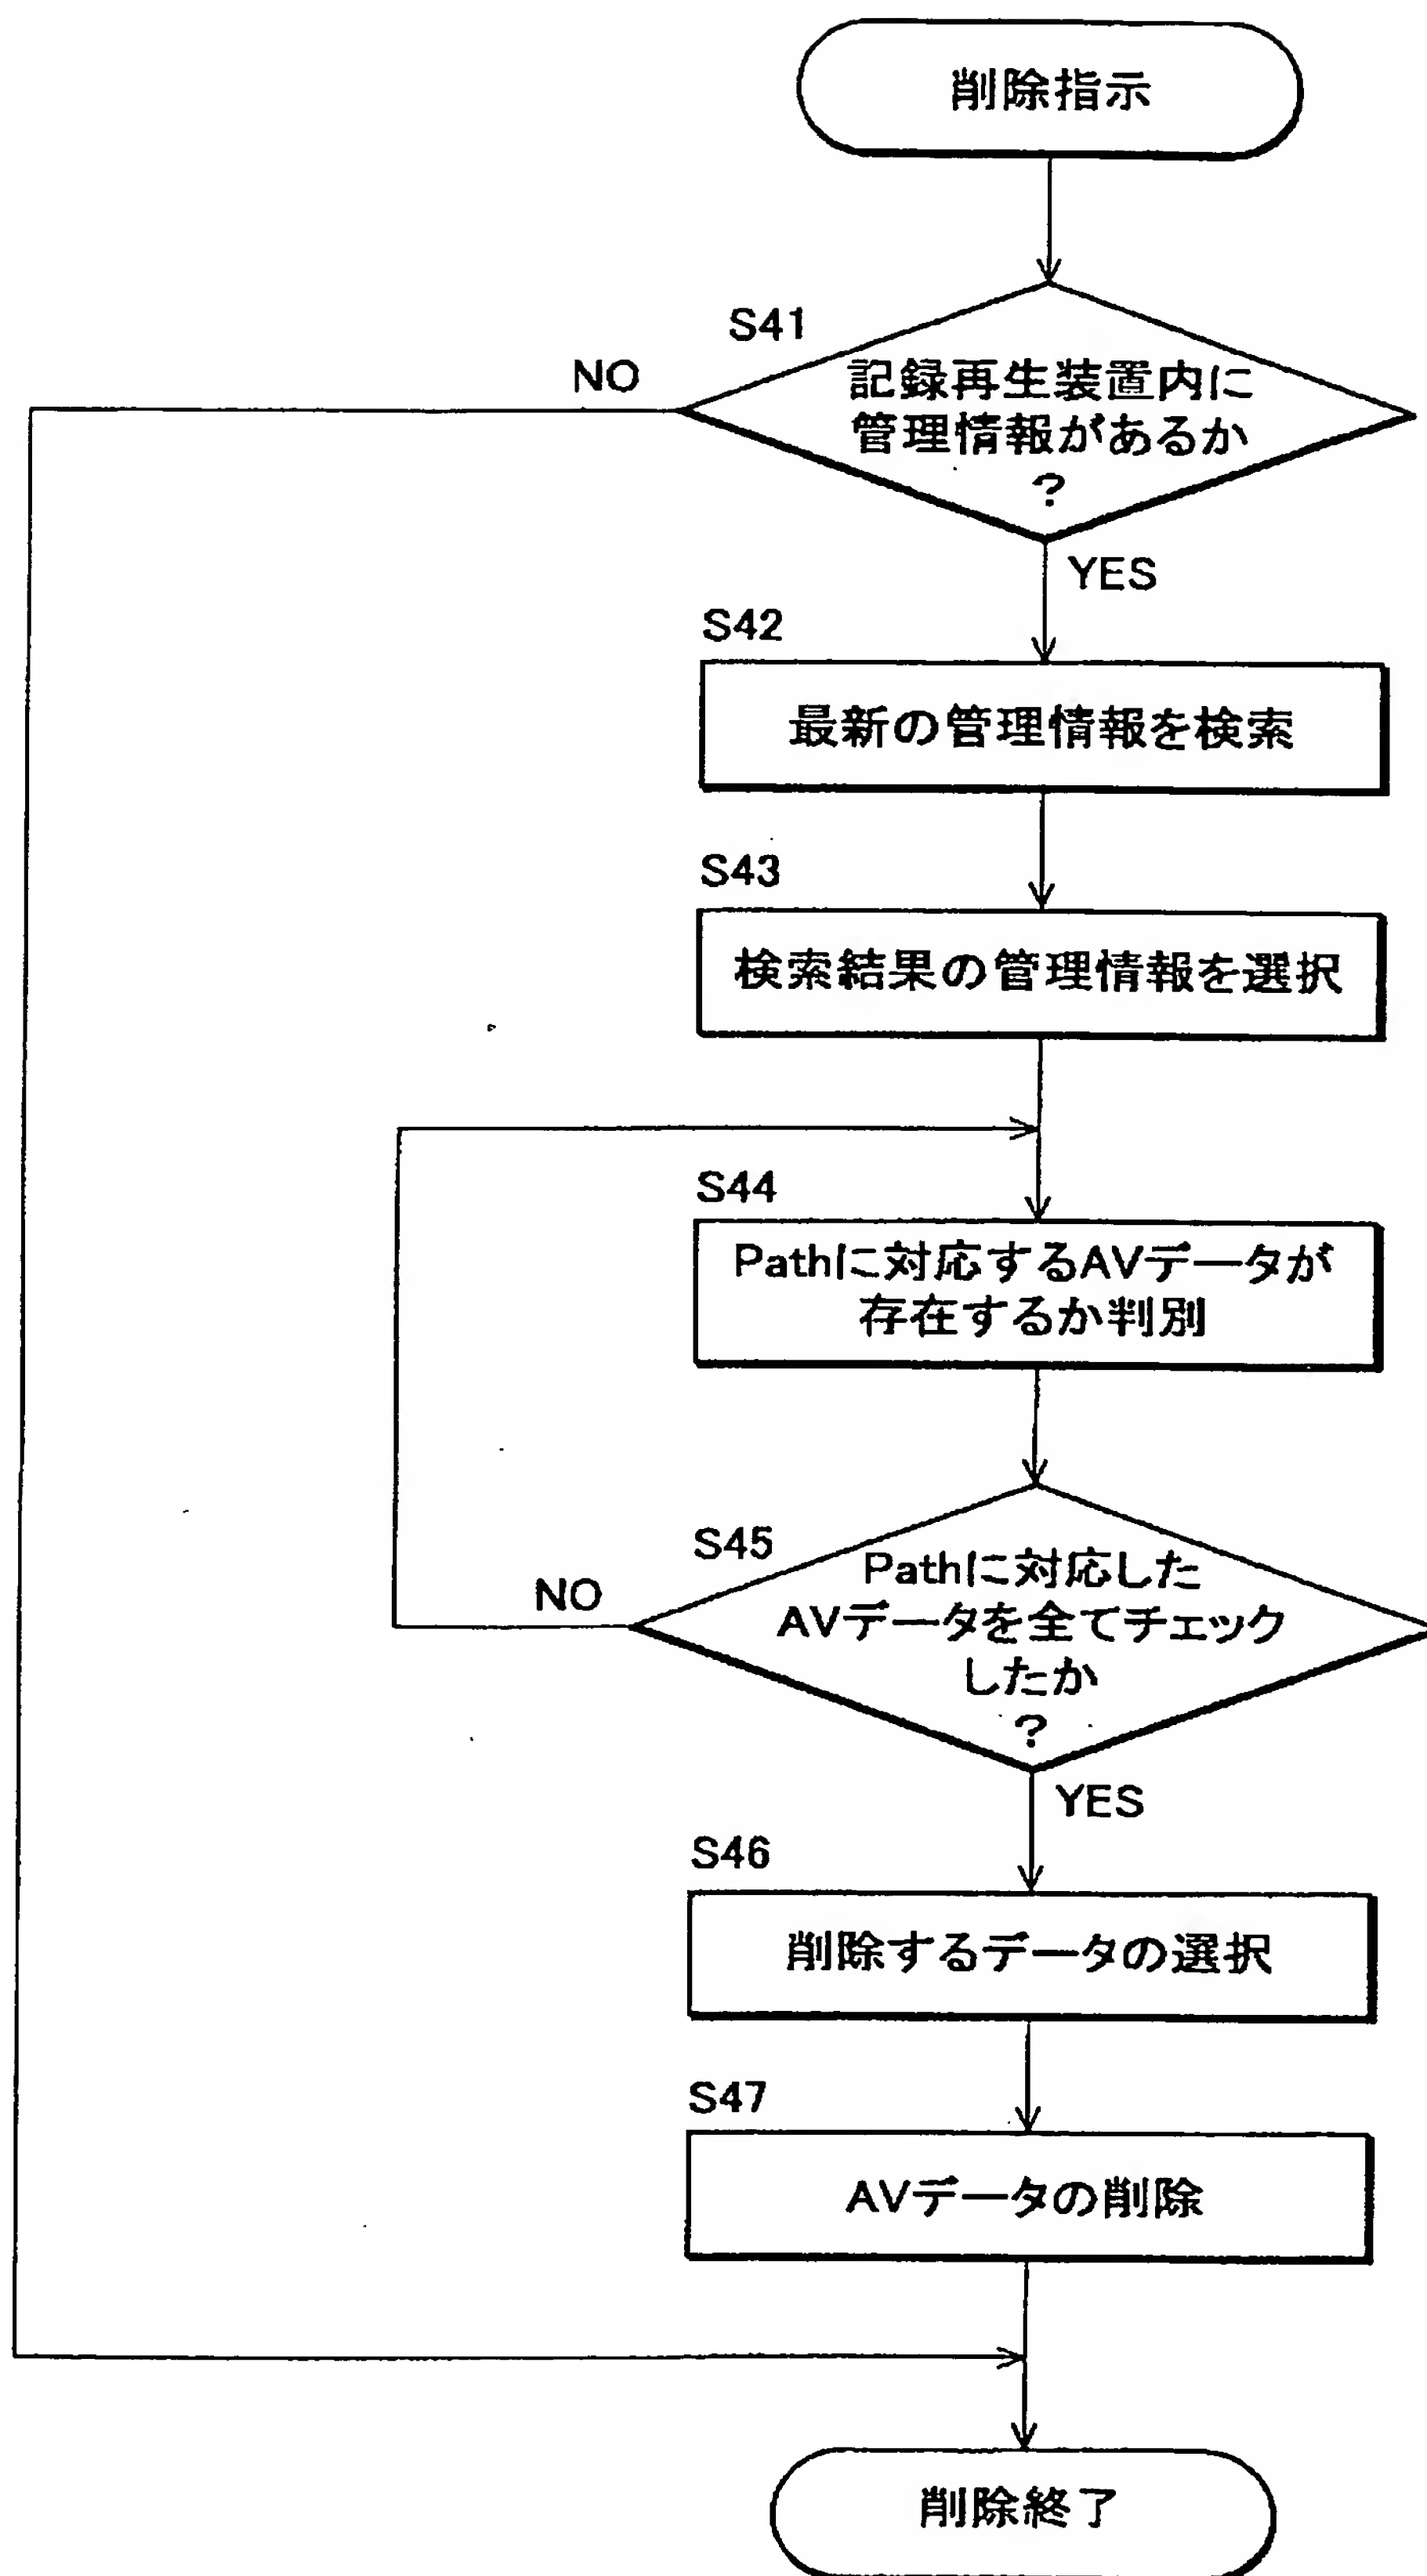 削除指示
S41
NO
記録再生装置内に
管理情報があるか
?
YES
S42
最新の管理情報を検索
S43
検索結果の管理情報を選択
S44
Pathに対応するAVデータが
存在するか判別
S45
NO
Pathに対応した
AVデータを全てチェック
したか
?
YES
S46
削除するデータの選択
S47
AVデータの削除
削除終了